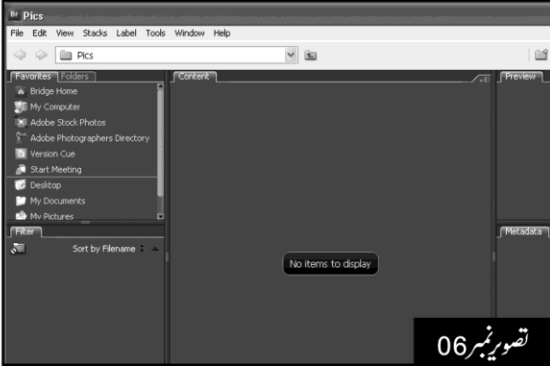 Br Pics
File Edit View Stacks Label Tools Window Help
Pics
Favorites Folders
Content
Preview
Bridge Home
My Computer
Adobe Stock Photos
Adobe Photographers Directory
Version Cue
Start Meeting
Desktop
My Documents
My Pictures
Filter
Sort by Filename
No items to display
Metadata
تصویر نمبر 06